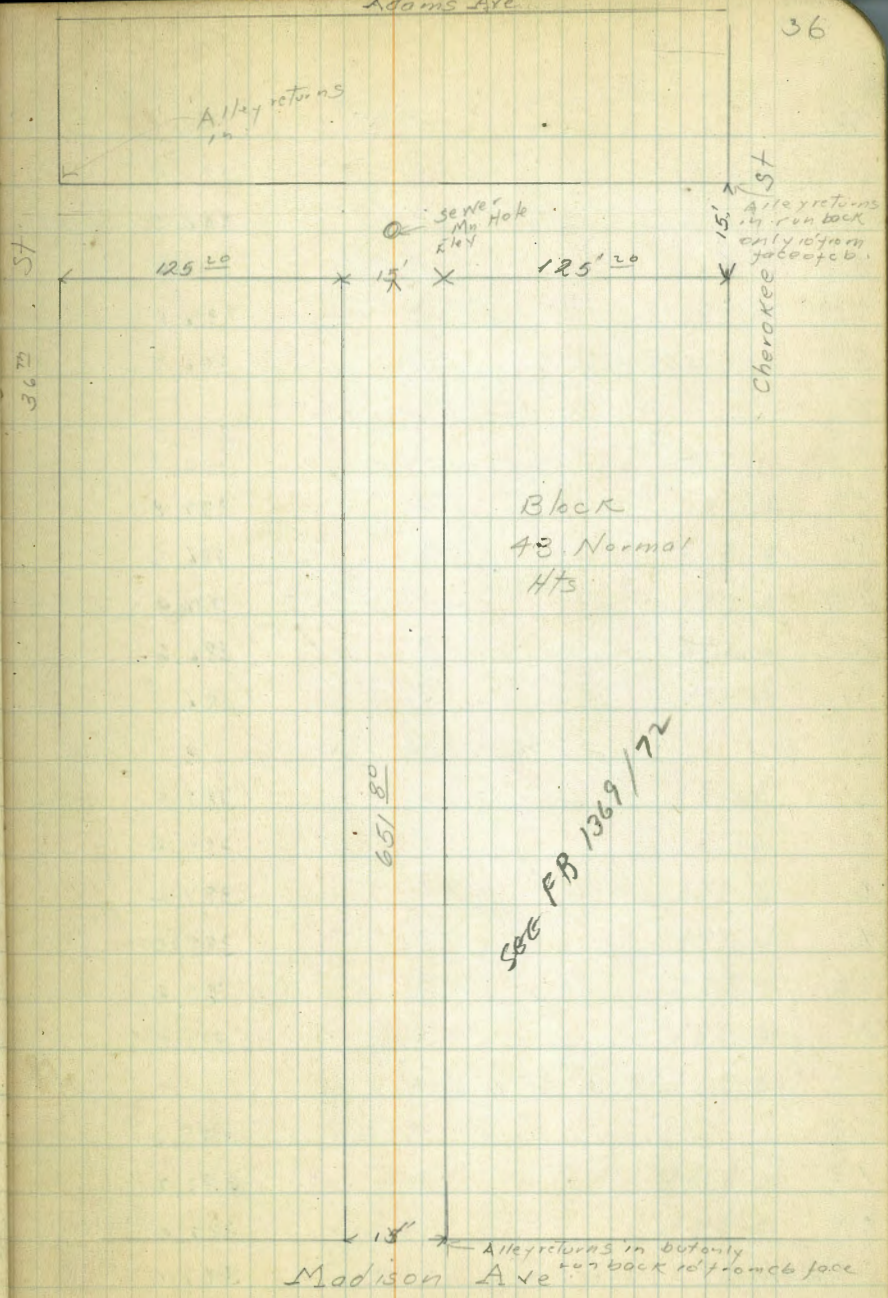 Adams Ave
36
Alley returns
in
Sewer
Mn Hole
Elev
15'
St
Alley returns
in run back
only 10' from
face of cb.
36TH St
125 20
15'
125' 20
Cherokee
Block
43 Normal
Hts
651 80
SEE FB 1369/72
15'
Alley returns in but only
run back 10' from cb face
Madison Ave